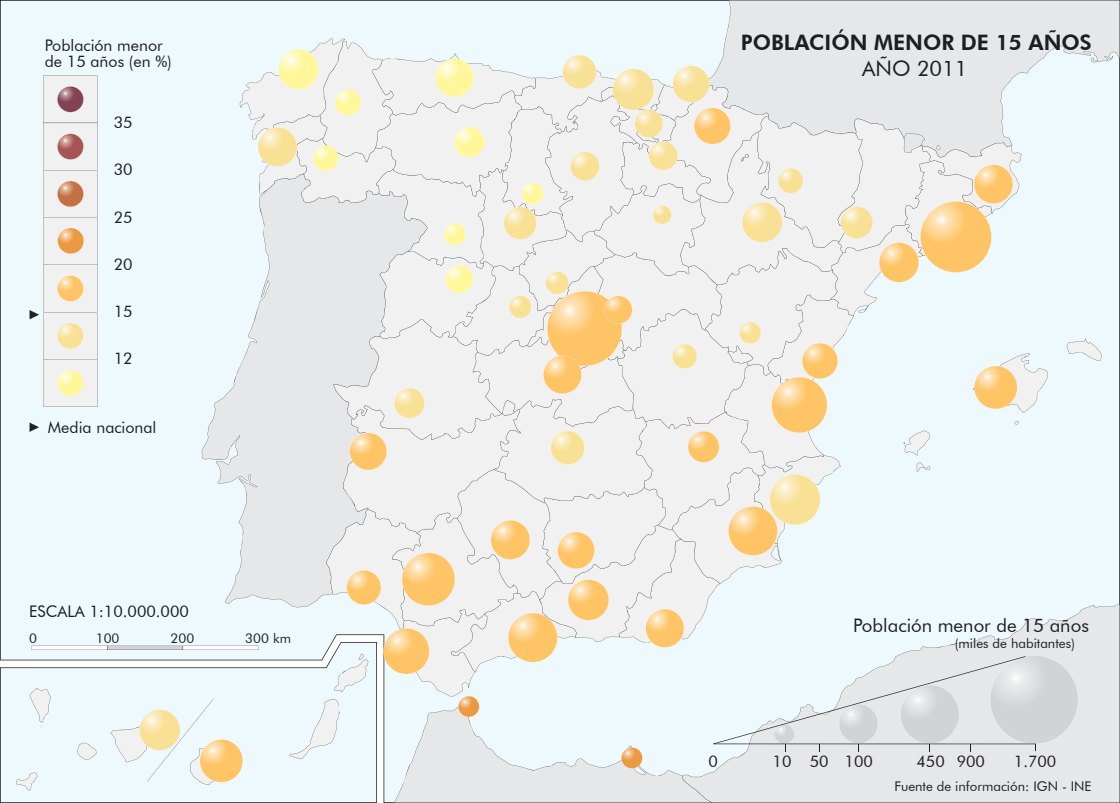 POBLACIÓN MENOR DE 15 AÑOS
AÑO 2011
Población menor
de 15 años (en %)
35
30
25
20
15
12
Media nacional
ESCALA 1:10.000.000
0 100 200 300 km
Población menor de 15 años
(miles de habitantes)
0 10 50 100 450 900 1.700
Fuente de información: IGN - INE